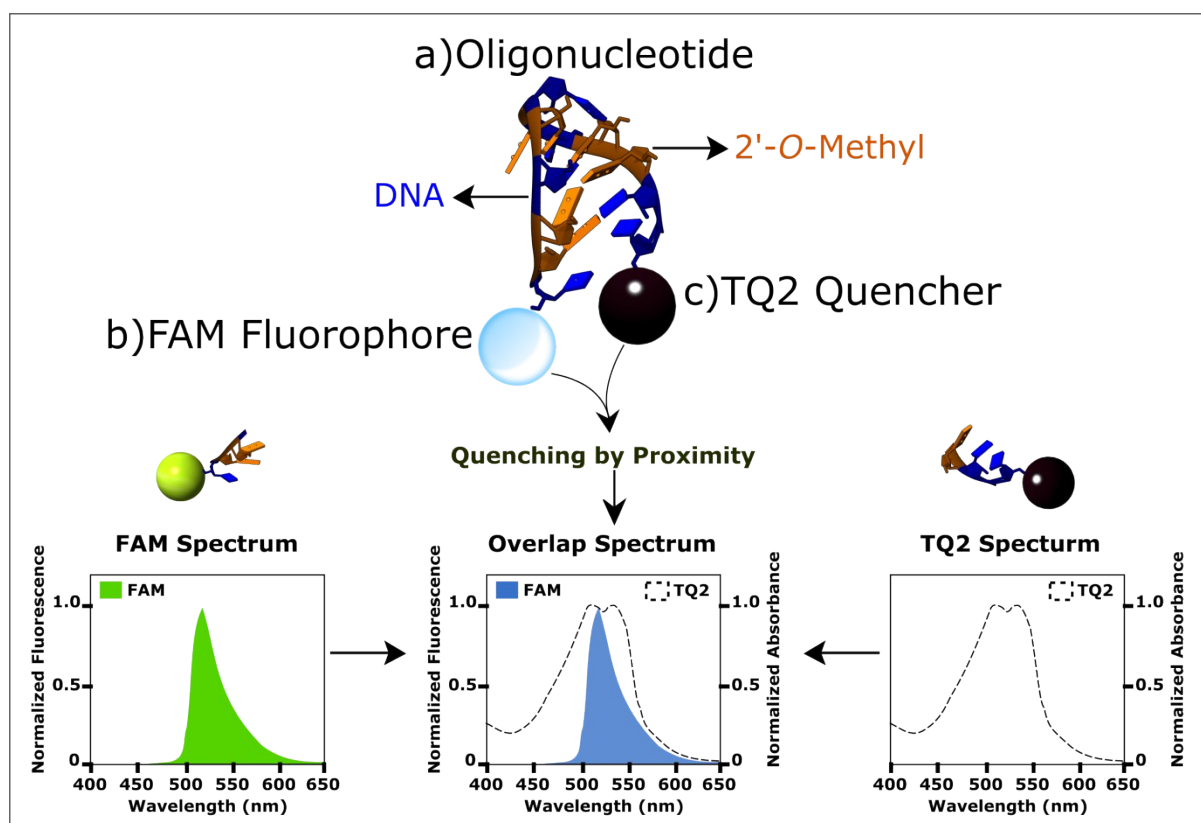 a)Oligonucleotide
2'-O-Methyl
DNA
c)TQ2 Quencher
b)FAM Fluorophore
Quenching by Proximity
FAM Spectrum
Overlap Spectrum
TQ2 Specturm
Normalized Fluorescence
1.0
0.5
0
FAM
400 450 500 550 600 650
Wavelength (nm)
Normalized Fluorescence
1.0
0.5
0
FAM
TQ2
1.0
0.5
0
Normalized Absorbance
400 450 500 550 600 650
Wavelength (nm)
TQ2
1.0
0.5
0
Normalized Absorbance
400 450 500 550 600 650
Wavelength (nm)